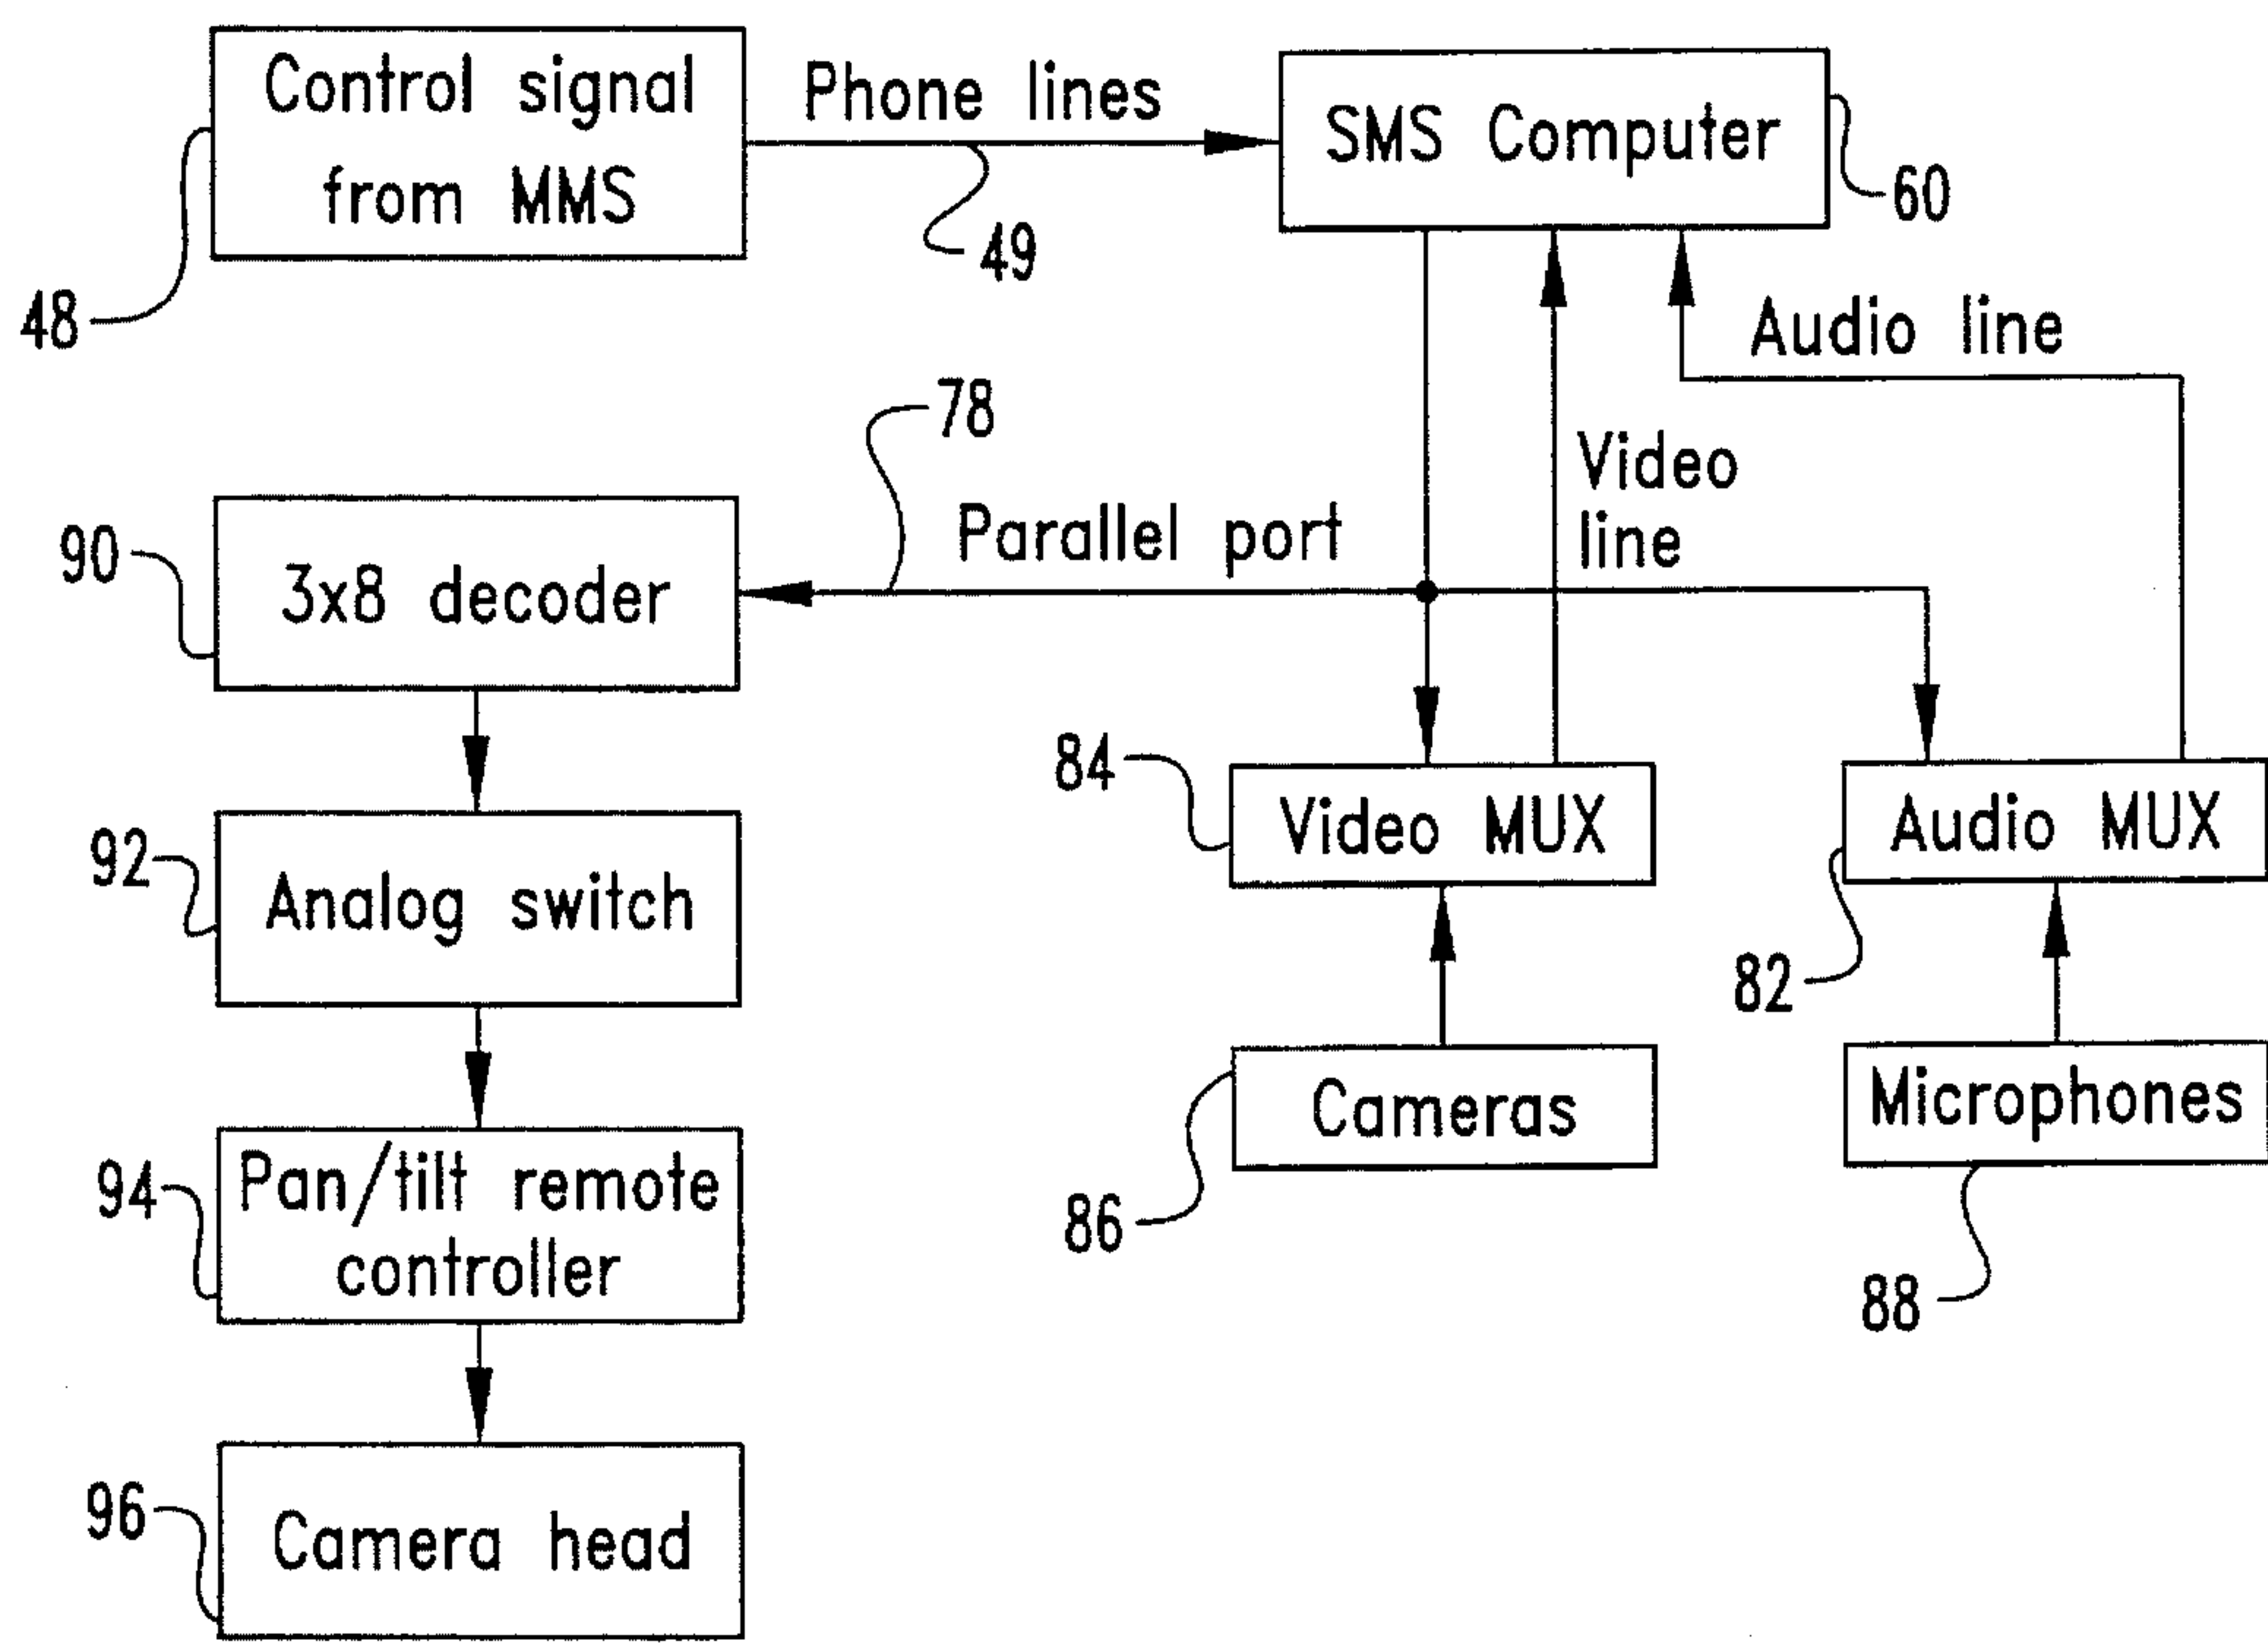 Control signal
from MMS
Phone lines
SMS Computer
60
49
48
Audio line
78
Video
line
Parallel port
90
3x8 decoder
84
Video MUX
Audio MUX
92
Analog switch
82
Cameras
Microphones
94
Pan/tilt remote
controller
86
88
96
Camera head